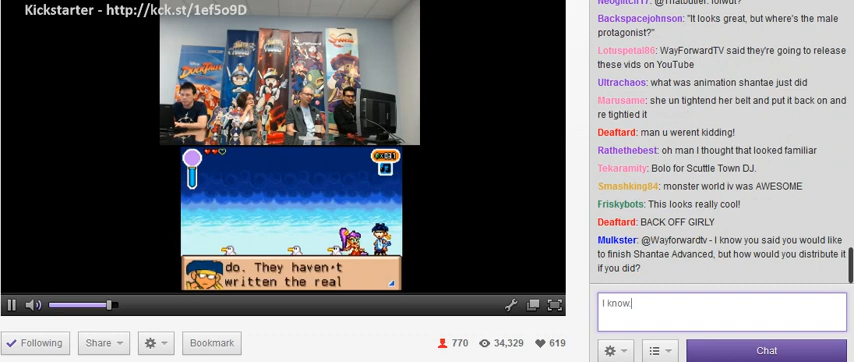 Kickstarter - http://kck.st/1ef5o9D
DUCKTALES
do. They haven't
written the real
Following
Share
Bookmark
770
34,329
619
Neoglitch17: @Thatbutler: lolwut?
Backspacejohnson: "It looks great, but where's the male
protagonist?"
Lotuspetal86: WayForwardTV said they're going to release
these vids on YouTube
Ultrachaos: what was animation shantae just did
Marusame: she un tightend her belt and put it back on and
re tightied it
Deaftard: man u werent kidding!
Rathethebest: oh man I thought that looked familiar
Tekaramity: Bolo for Scuttle Town DJ.
Smashking84: monster world iv was AWESOME
Friskybots: This looks really cool!
Deaftard: BACK OFF GIRLY
Mulkster: @Wayforwardtv - I know you said you would like
to finish Shantae Advanced, but how would you distribute it
if you did?
I know.
Chat